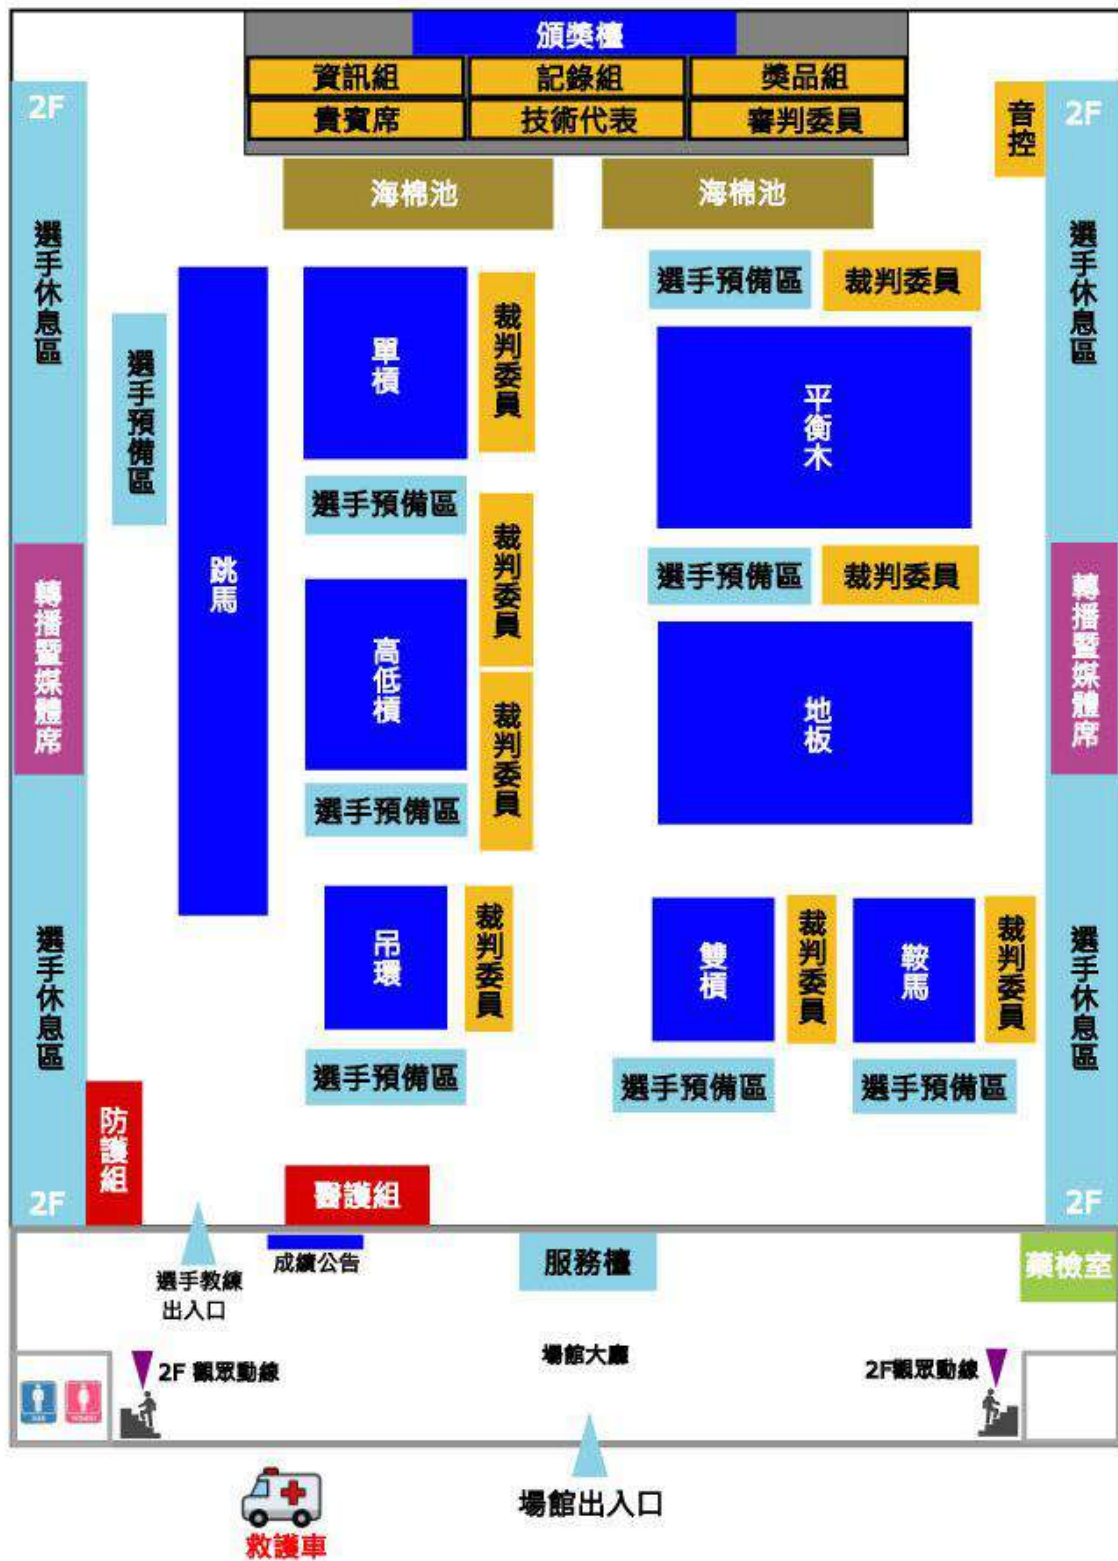 頒獎檯
資訊組
記錄組
獎品組
貴賓席
技術代表
審判委員
2F
音控
2F
海棉池
海棉池
選手休息區
選手休息區
選手預備區
裁判委員
選手預備區
單槓
裁判委員
平衡木
選手預備區
跳馬
選手預備區
裁判委員
選手預備區
裁判委員
轉播暨媒體席
轉播暨媒體席
高低槓
裁判委員
地板
選手預備區
選手休息區
吊環
裁判委員
雙槓
裁判委員
鞍馬
裁判委員
選手休息區
選手預備區
選手預備區
選手預備區
防護組
2F
醫護組
2F
選手教練
出入口
成績公告
服務檯
藥檢室
場館大廳
2F 觀眾動線
2F觀眾動線
場館出入口
救護車